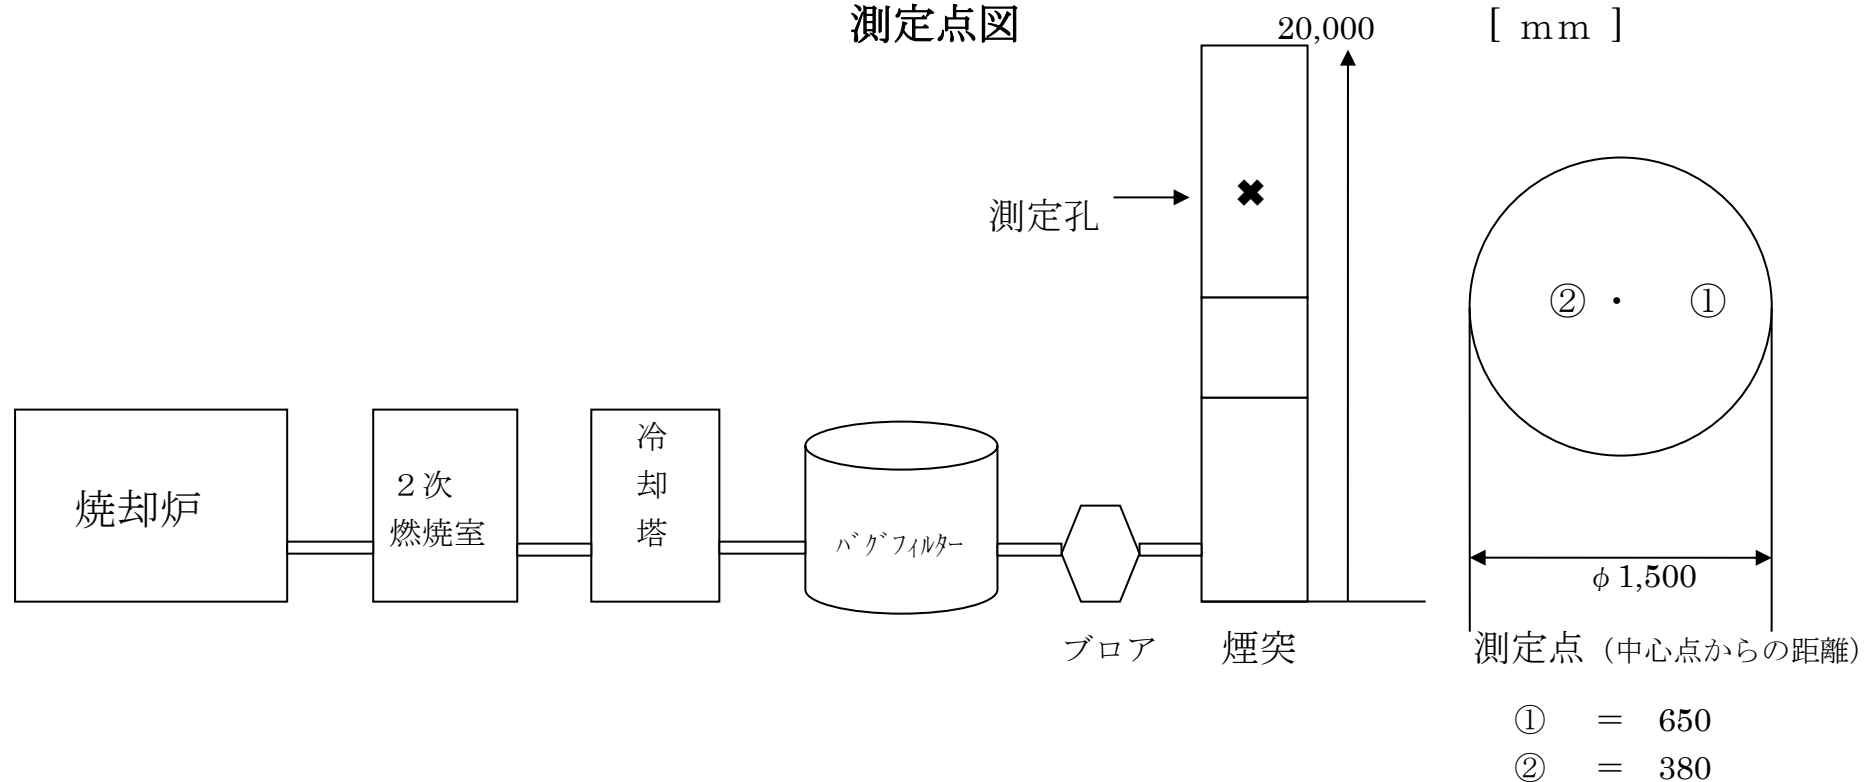 測定点図
20,000
[ mm ]
測定孔
② ・ ①
焼却炉
２次
燃焼室
冷
却
塔
ﾊﾞｸﾞﾌｨﾙﾀｰ
φ1,500
ブロア
煙突
測定点（中心点からの距離）
① ＝ 650
② ＝ 380